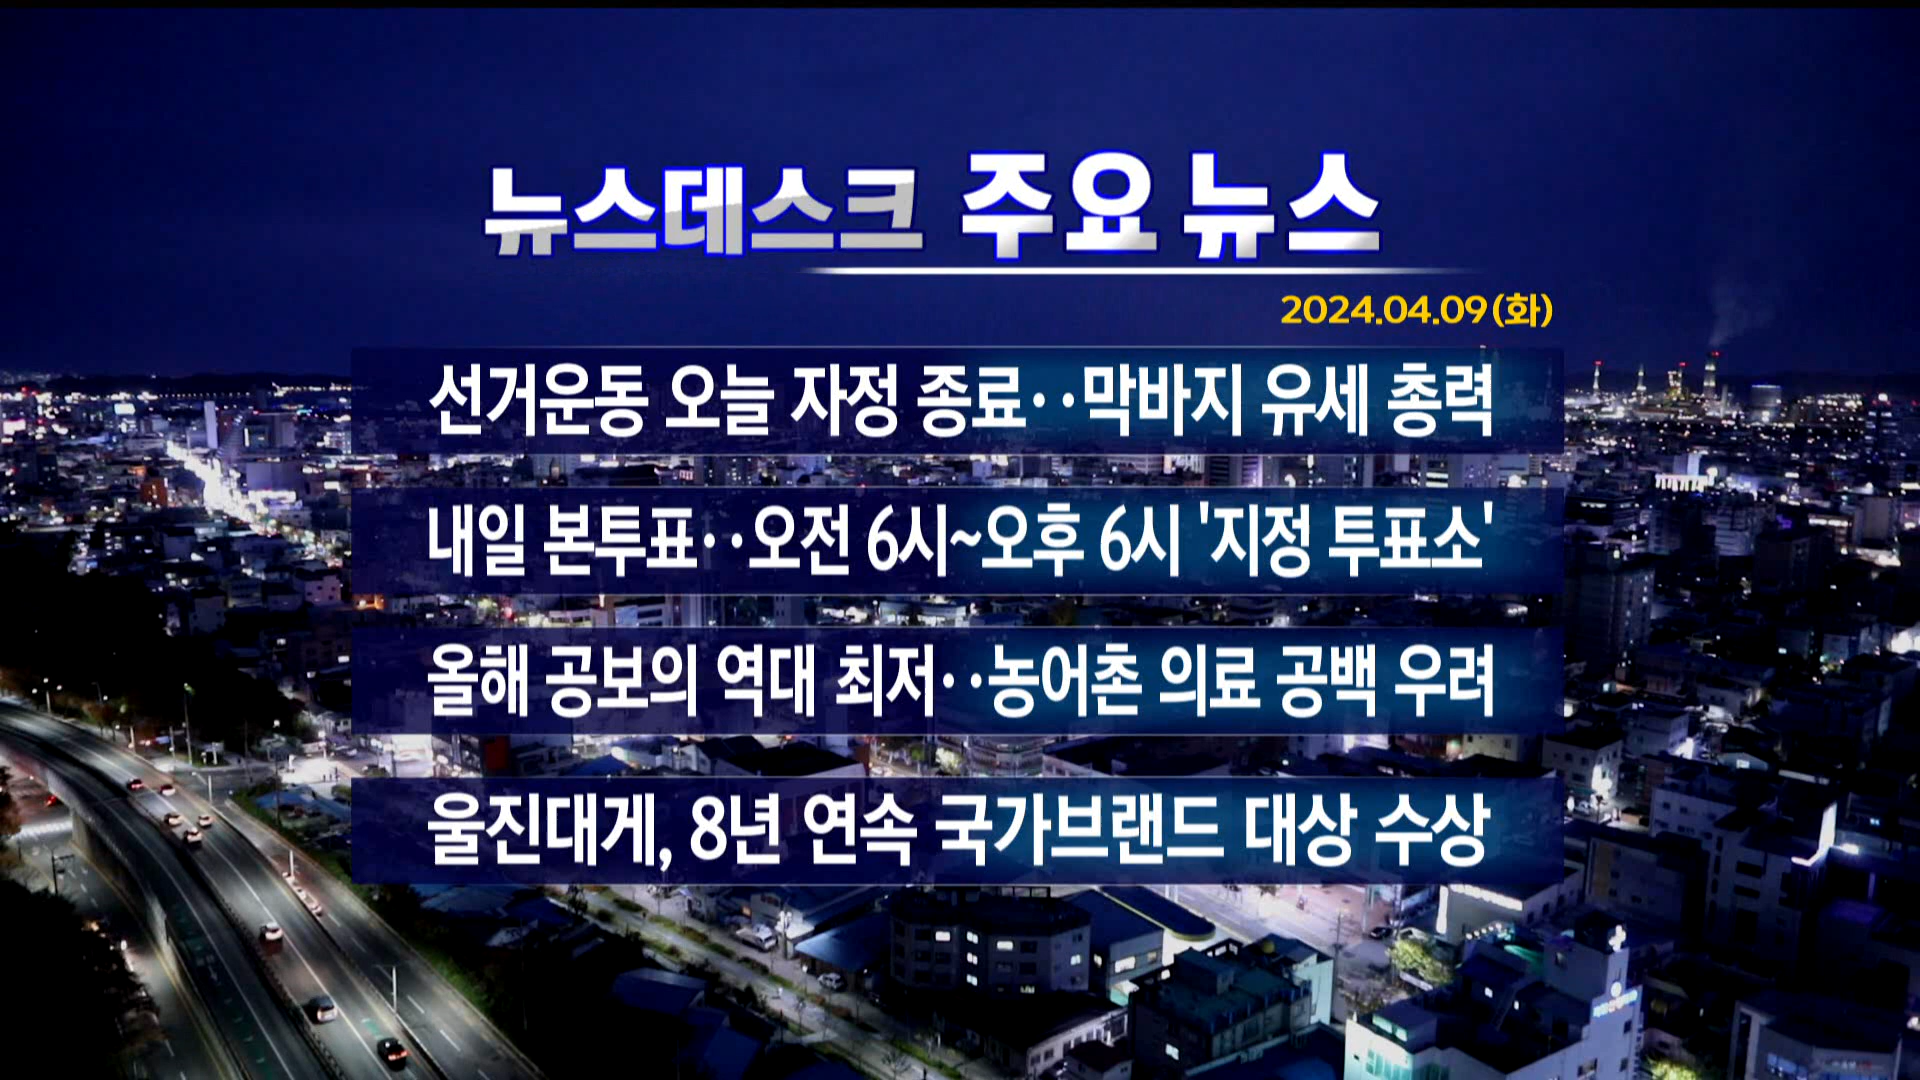 뉴스데스크 주요뉴스
2024.04.09(화)
선거운동 오늘 자정 종료‥막바지 유세 총력
내일 본투표‥오전 6시~오후 6시 '지정 투표소'
올해 공보의 역대 최저‥농어촌 의료 공백 우려
울진대게, 8년 연속 국가브랜드 대상 수상